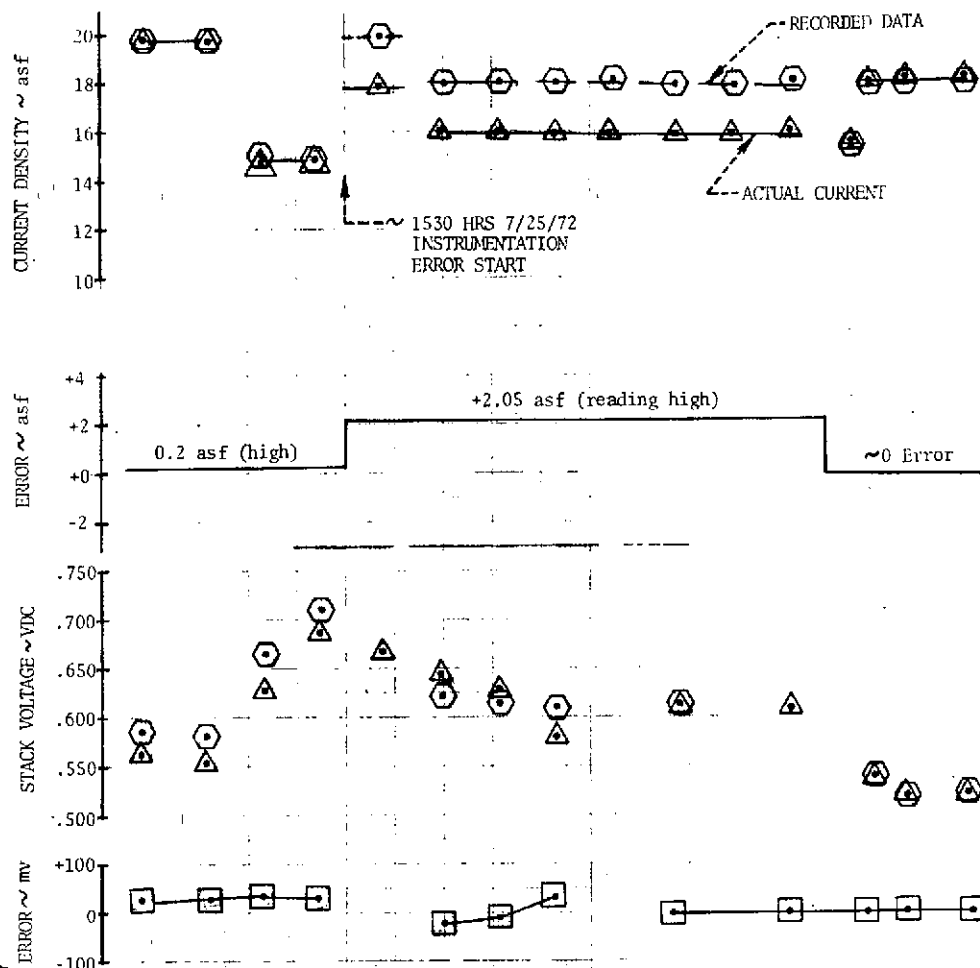 CURRENT DENSITY ~ asf
20
18
16
14
12
10
RECORDED DATA
ACTUAL CURRENT
~ 1530 HRS 7/25/72
INSTRUMENTATION
ERROR START
ERROR ~ asf
+4
+2
+0
-2
0.2 asf (high)
+2.05 asf (reading high)
~0 Error
STACK VOLTAGE ~ VDC
.750
.700
.650
.600
.550
.500
ERROR ~ mv
+100
0
-100